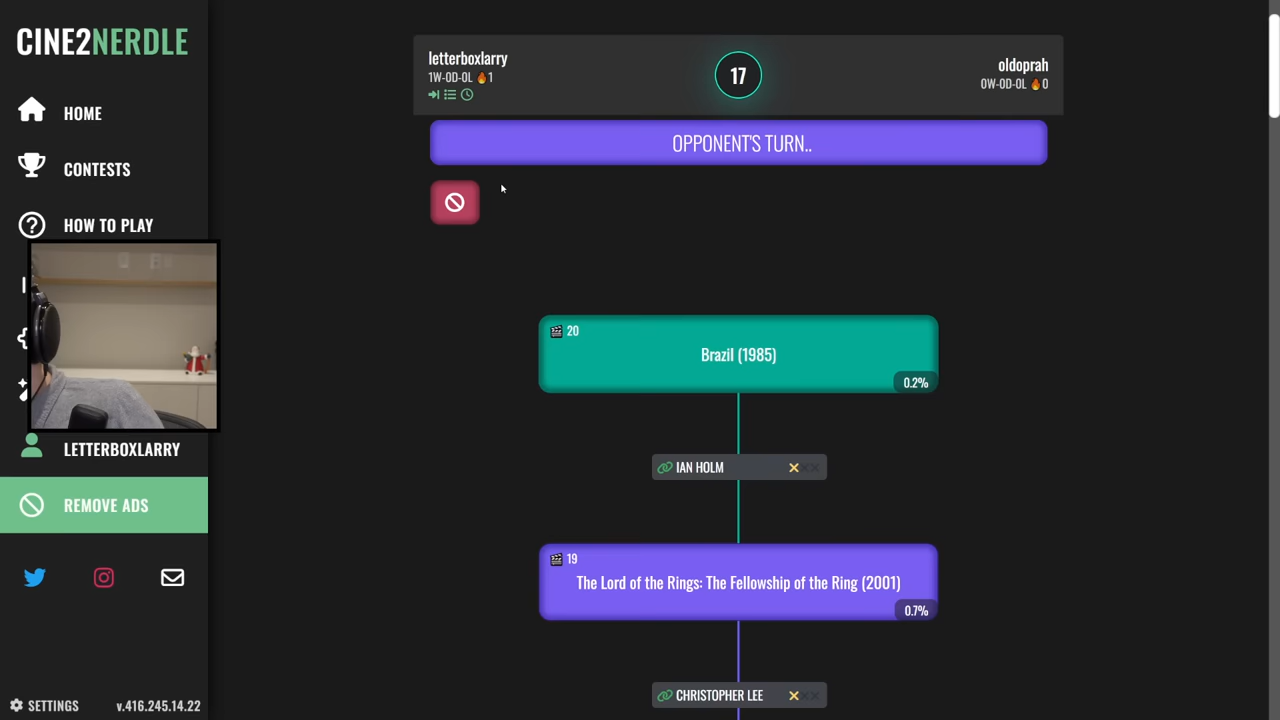 CINE2NERDLE
HOME
CONTESTS
HOW TO PLAY
LETTERBOXLARRY
REMOVE ADS
SETTINGS
v.416.245.14.22
letterboxlarry
1W-0D-0L 🔥1
17
oldoprah
0W-0D-0L 🔥0
OPPONENT'S TURN..
20
Brazil (1985)
0.2%
IAN HOLM
19
The Lord of the Rings: The Fellowship of the Ring (2001)
0.7%
CHRISTOPHER LEE